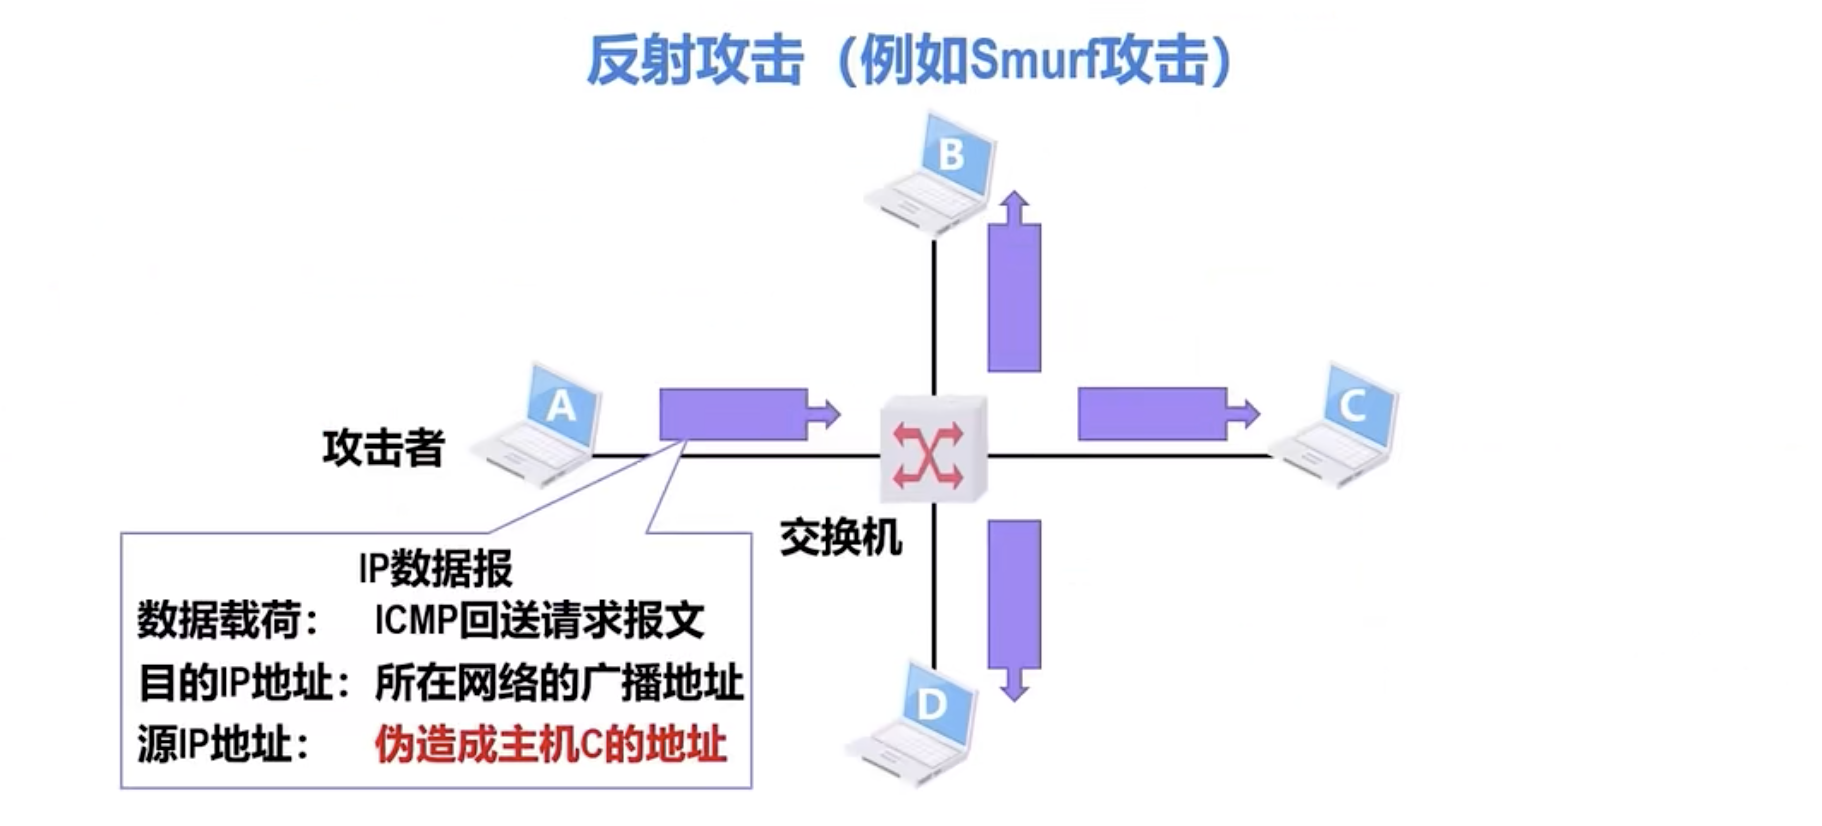 反射攻击（例如Smurf攻击）
B
A
C
攻击者
交换机
IP数据报
数据载荷： ICMP回送请求报文
目的IP地址：所在网络的广播地址
源IP地址： 伪造成主机C的地址
D